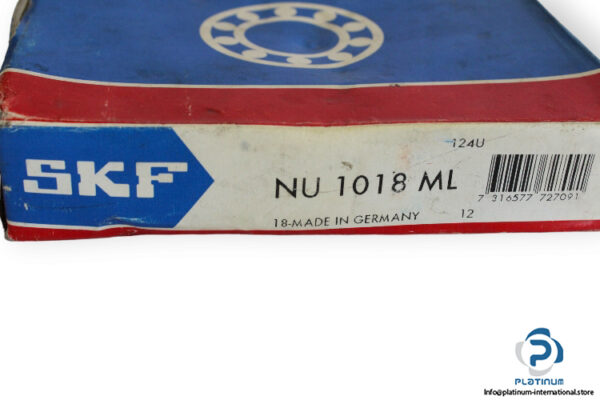 124U
SKF
NU 1018 ML
7 316577 727091
18-MADE IN GERMANY
12
PLATINUM
Info@platinum-international.store